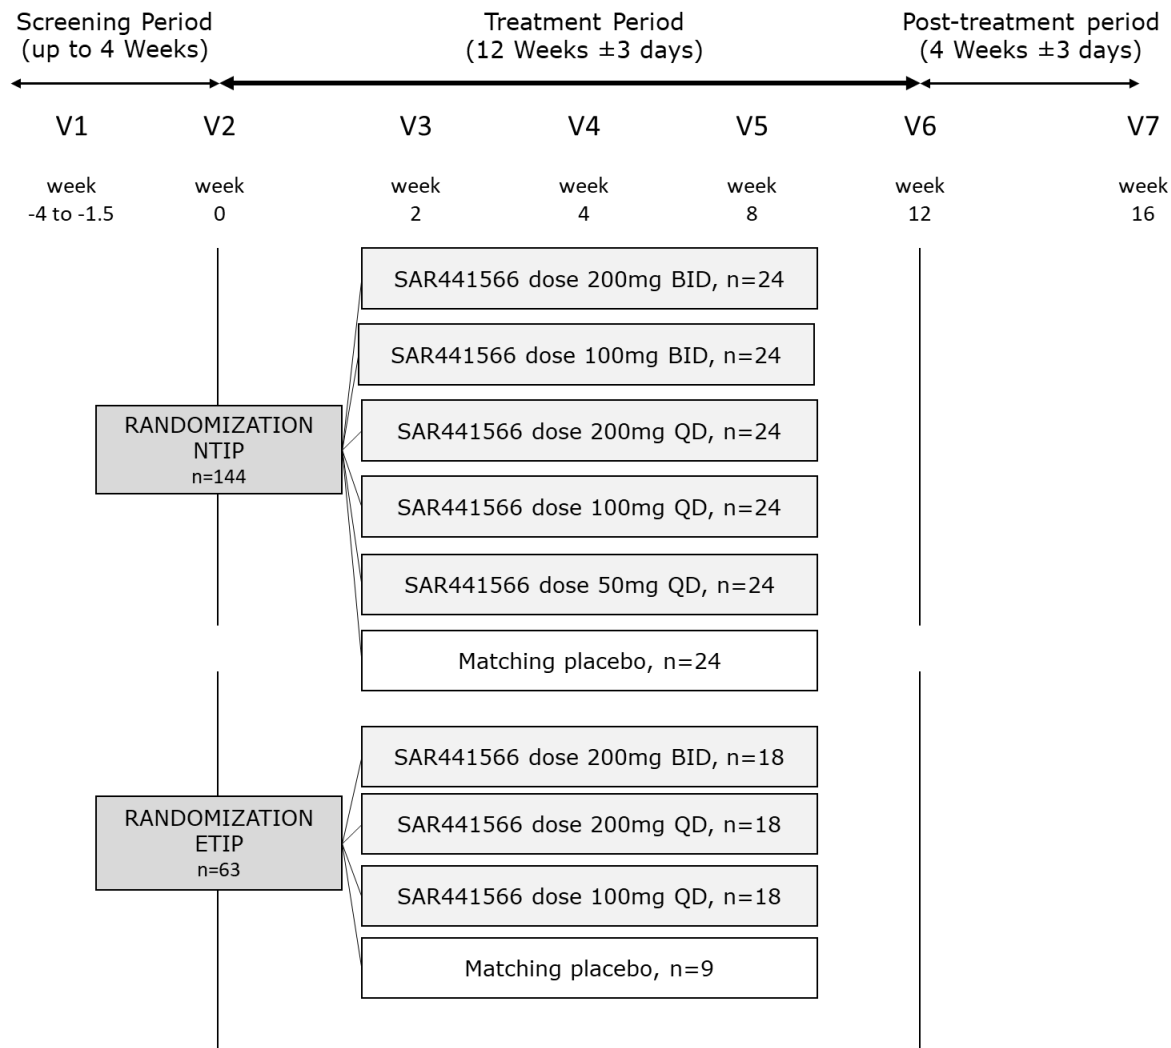 Screening Period
(up to 4 Weeks)
Treatment Period
(12 Weeks ±3 days)
Post-treatment period
(4 Weeks ±3 days)
V1
V2
V3
V4
V5
V6
V7
week
-4 to -1.5
week
0
week
2
week
4
week
8
week
12
week
16
RANDOMIZATION
NTIP
n=144
SAR441566 dose 200mg BID, n=24
SAR441566 dose 100mg BID, n=24
SAR441566 dose 200mg QD, n=24
SAR441566 dose 100mg QD, n=24
SAR441566 dose 50mg QD, n=24
Matching placebo, n=24
RANDOMIZATION
ETIP
n=63
SAR441566 dose 200mg BID, n=18
SAR441566 dose 200mg QD, n=18
SAR441566 dose 100mg QD, n=18
Matching placebo, n=9